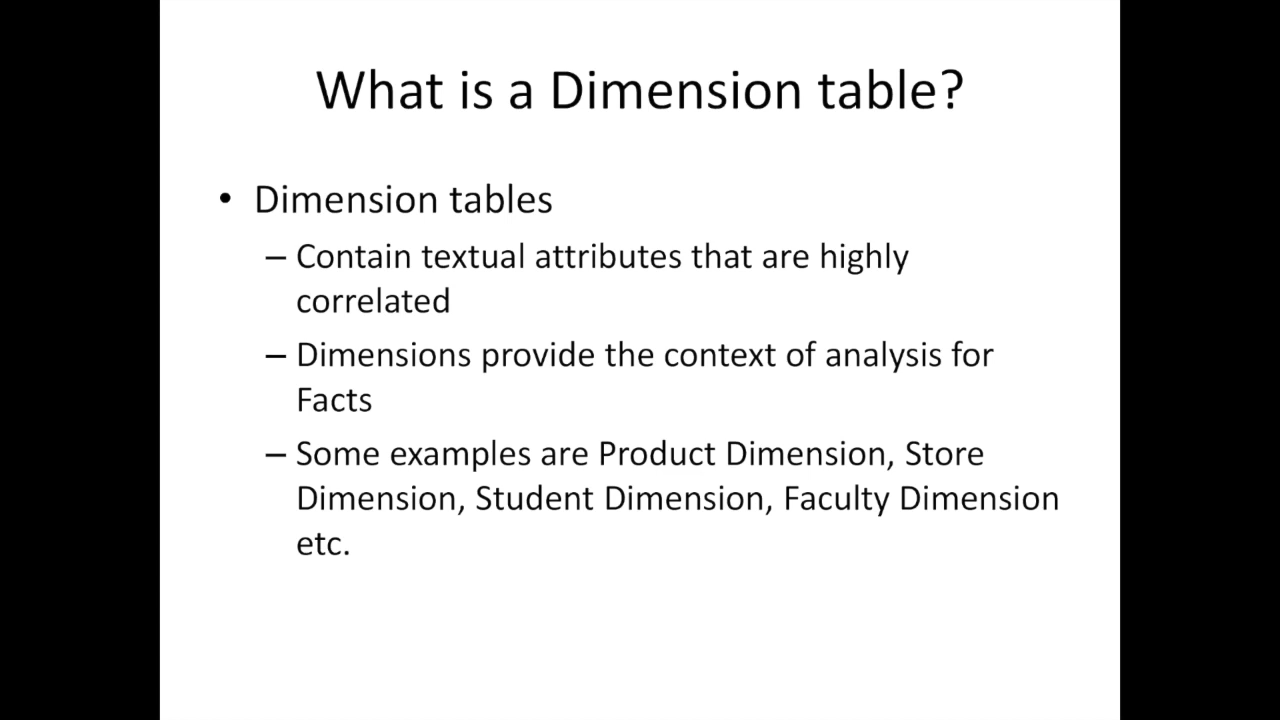 What is a Dimension table?
• Dimension tables
– Contain textual attributes that are highly
correlated
– Dimensions provide the context of analysis for
Facts
– Some examples are Product Dimension, Store
Dimension, Student Dimension, Faculty Dimension
etc.